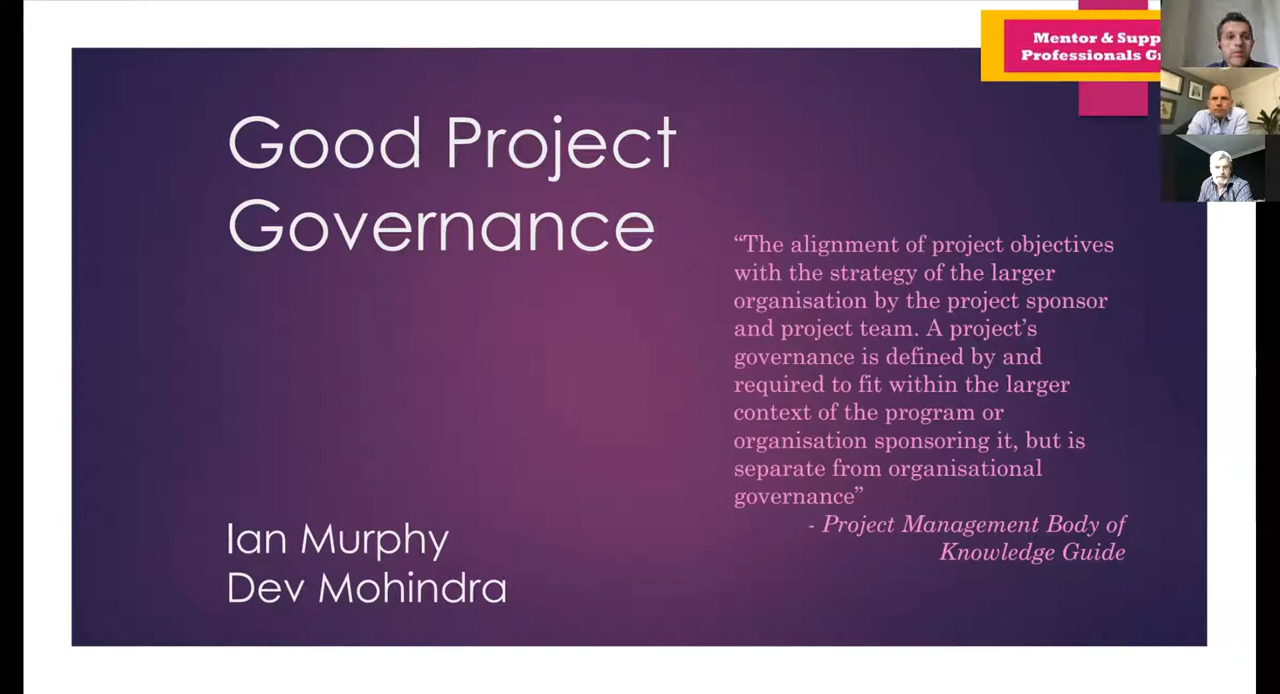 Mentor & Supp
Professionals G
Good Project
Governance
“The alignment of project objectives
with the strategy of the larger
organisation by the project sponsor
and project team. A project’s
governance is defined by and
required to fit within the larger
context of the program or
organisation sponsoring it, but is
separate from organisational
governance”
- Project Management Body of
Knowledge Guide
Ian Murphy
Dev Mohindra